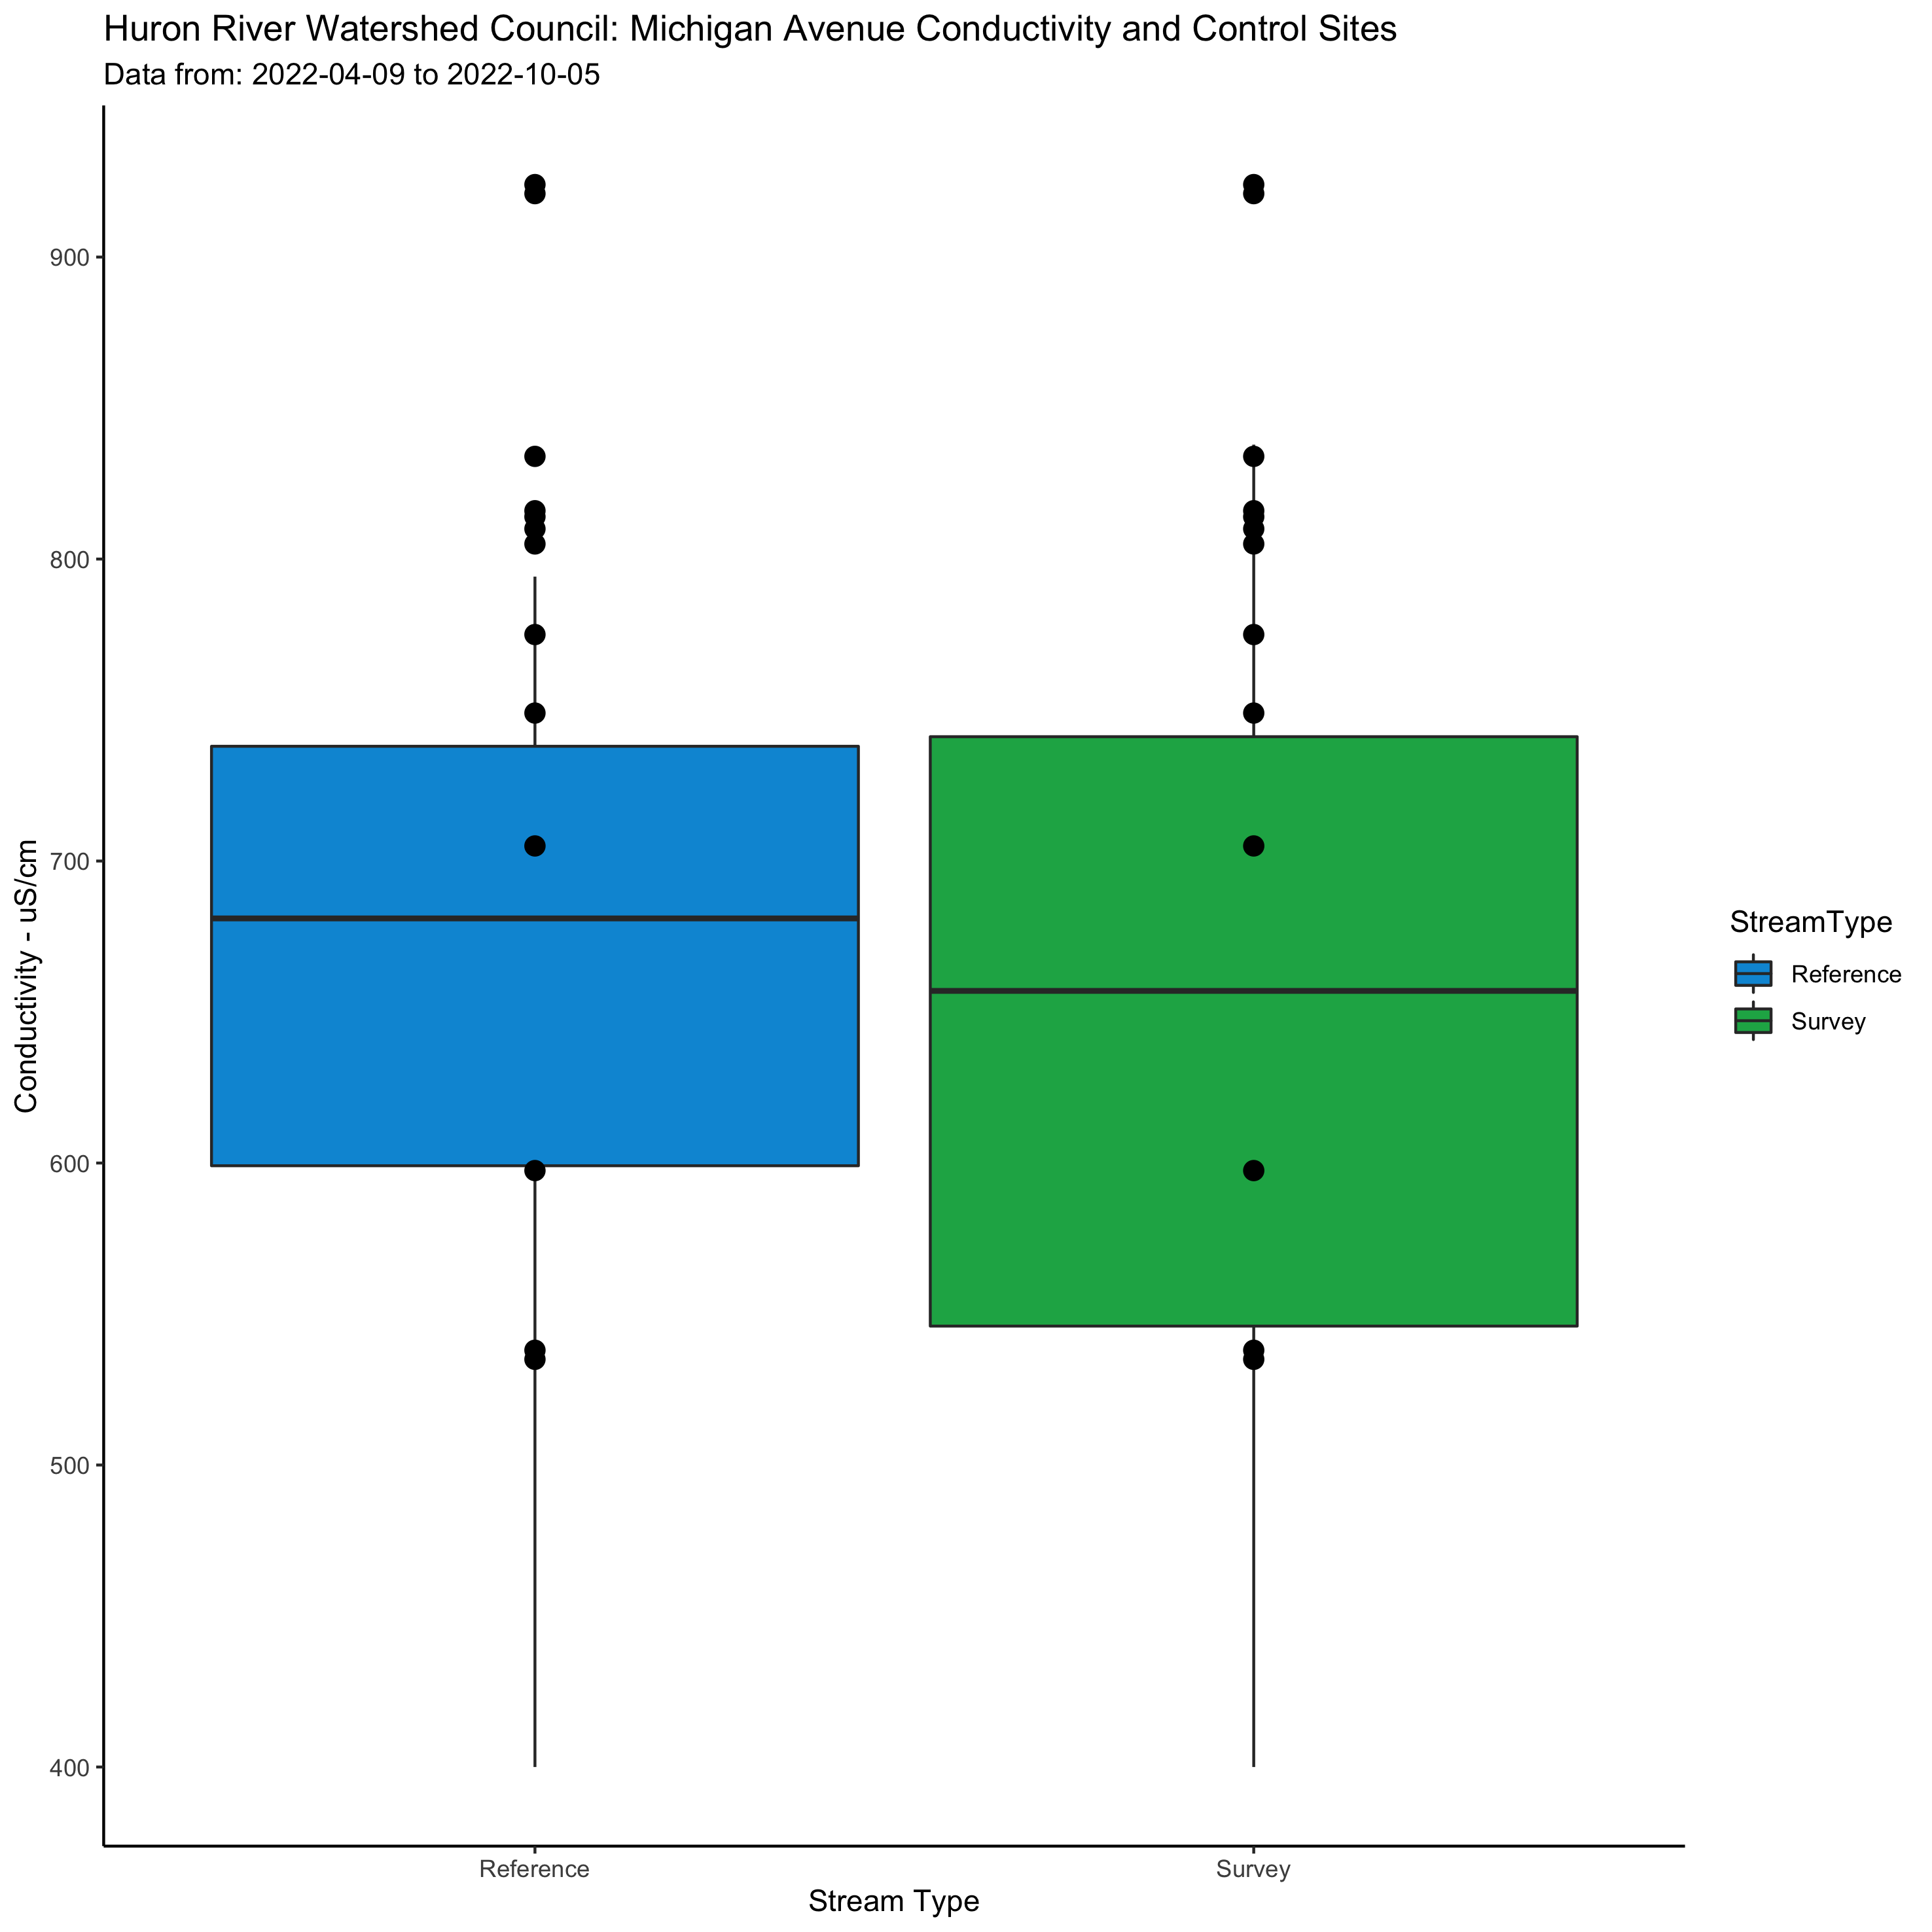 Huron River Watershed Council: Michigan Avenue Conductivity and Control Sites
Data from: 2022-04-09 to 2022-10-05
900
800
700
600
500
400
Conductivity - uS/cm
Reference
Survey
Stream Type
StreamType
Reference
Survey